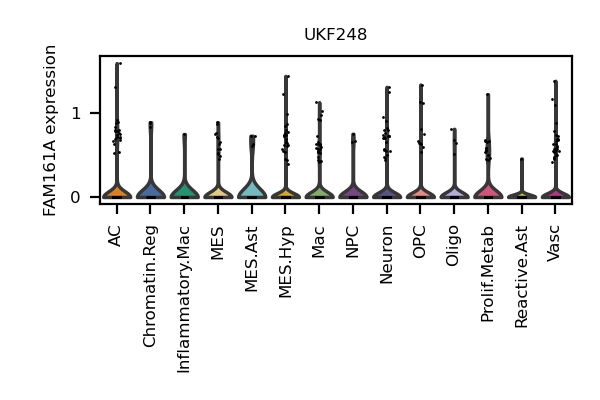 UKF248
FAM161A expression
1
0
AC
Chromatin.Reg
Inflammatory.Mac
MES
MES.Ast
MES.Hyp
Mac
NPC
Neuron
OPC
Oligo
Prolif.Metab
Reactive.Ast
Vasc